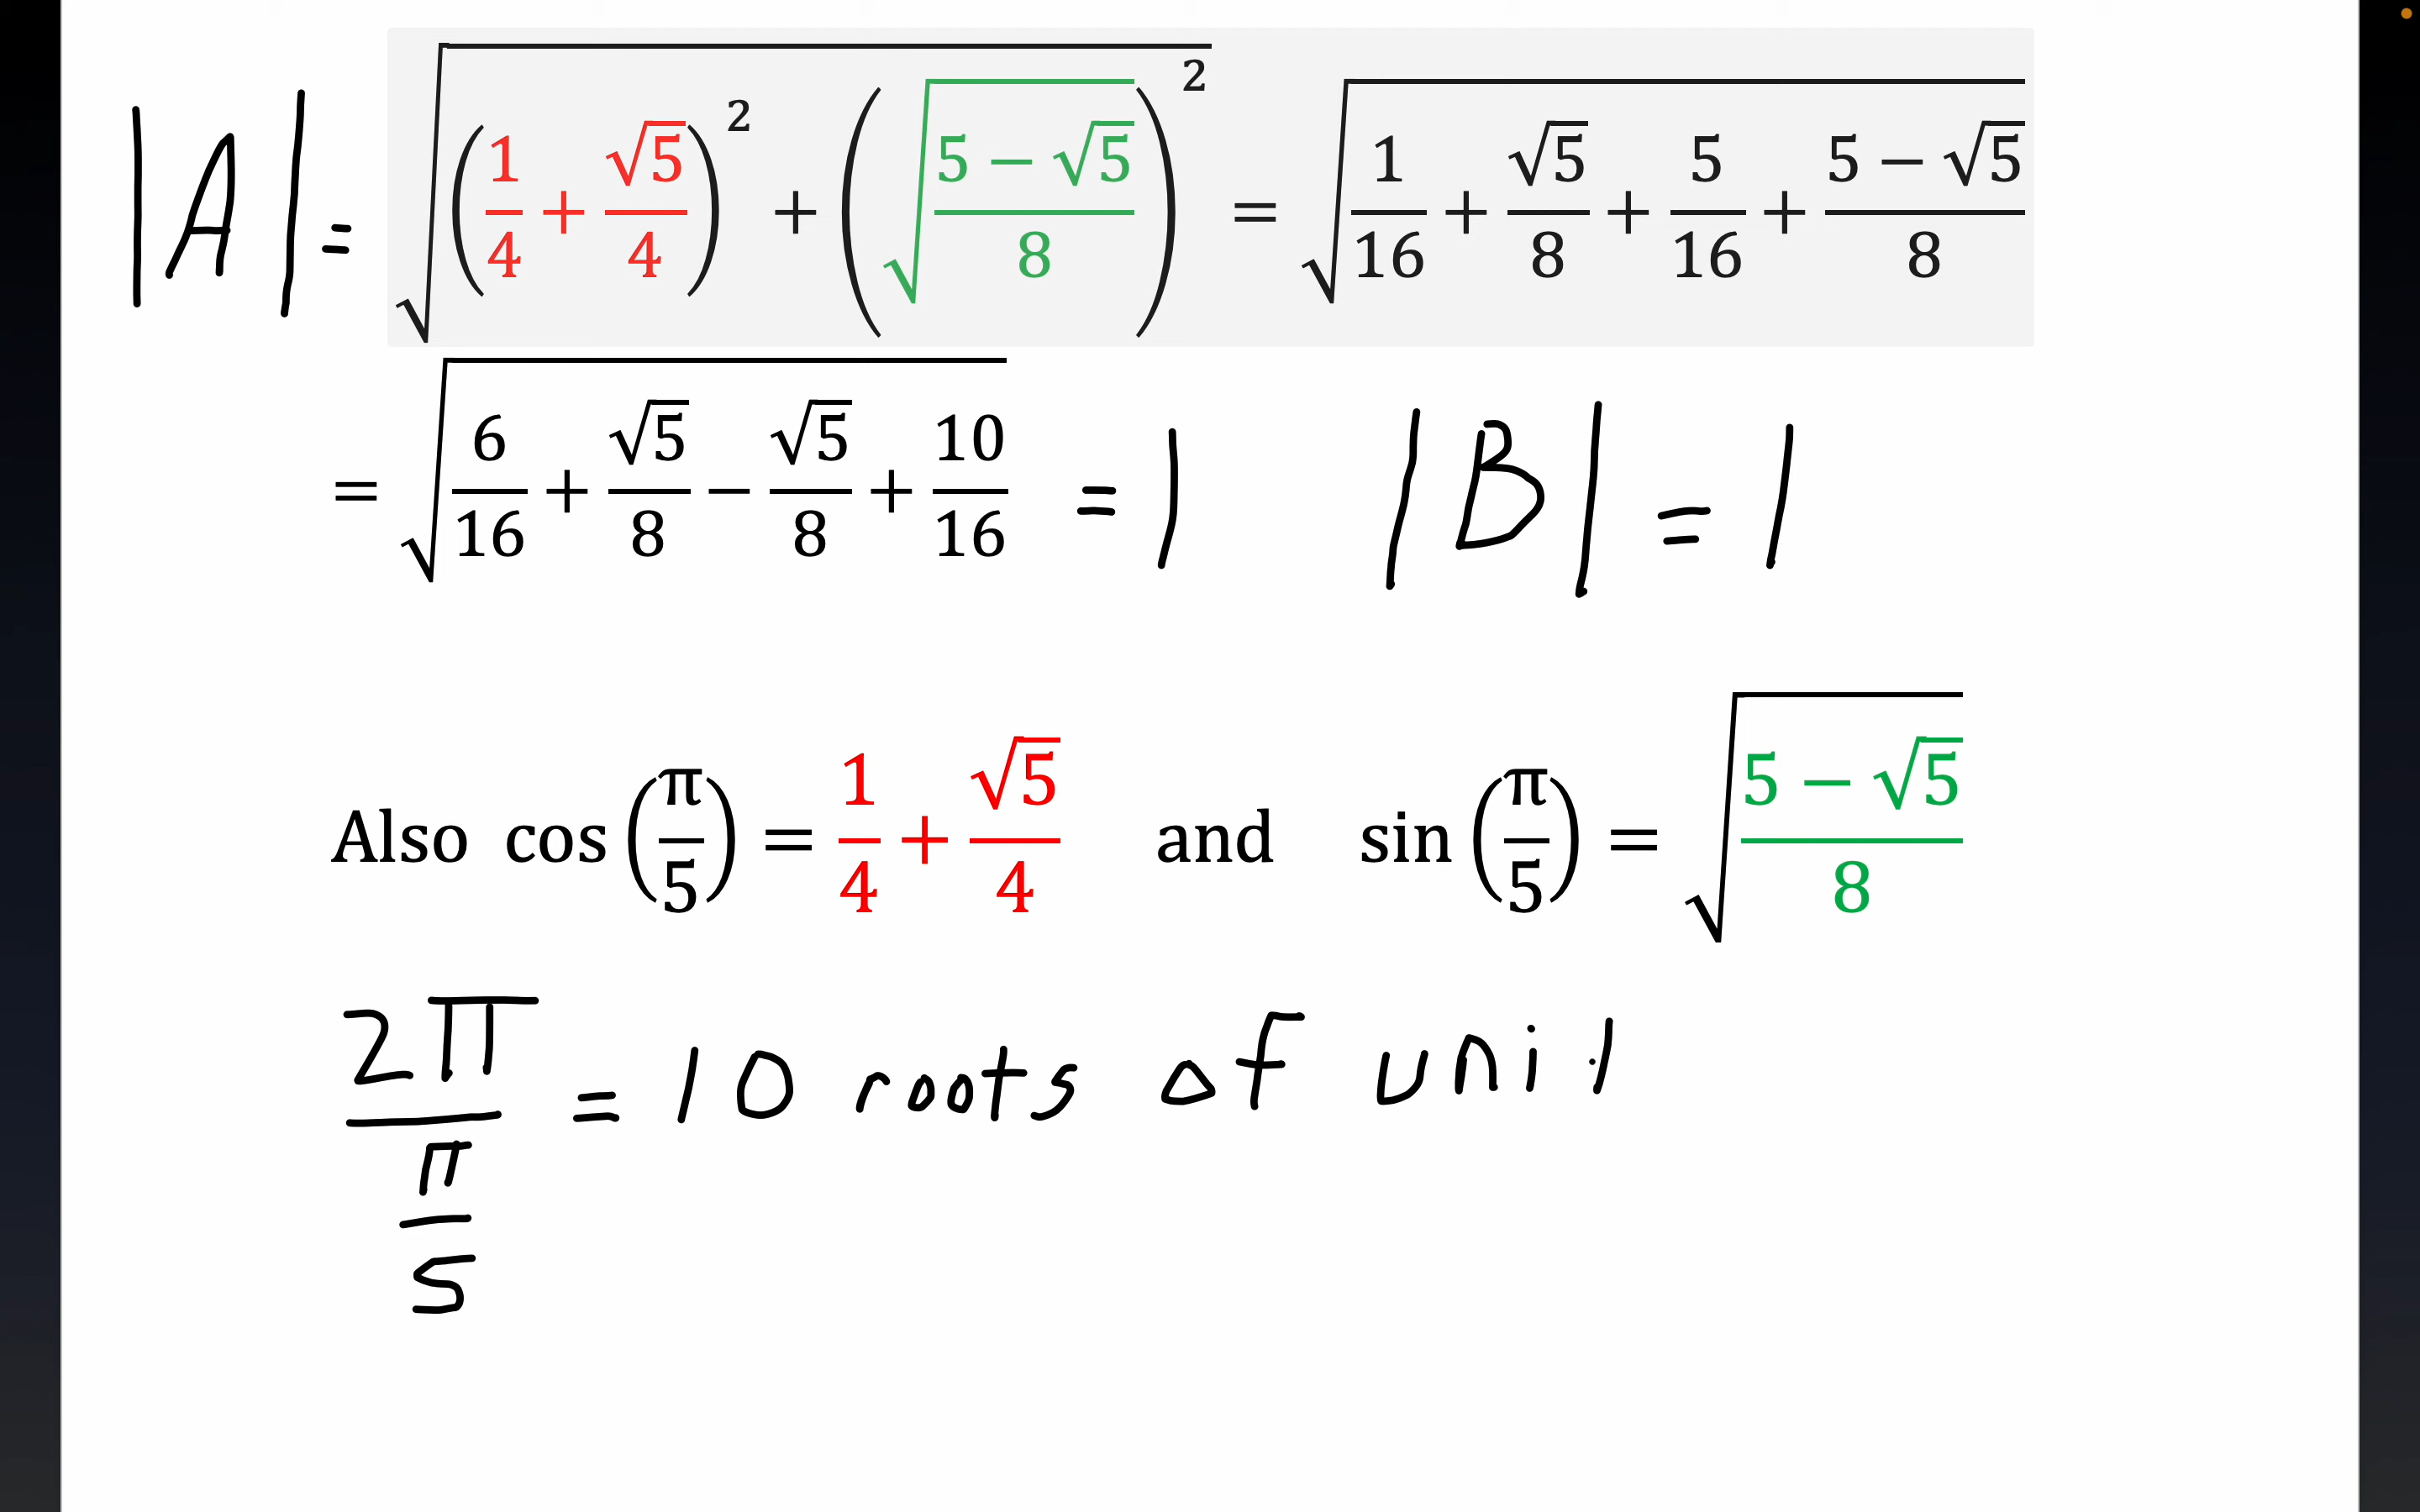 |A| = √((1/4 + √5/4)² + (√((5 − √5)/8))²) = √(1/16 + √5/8 + 5/16 + (5 − √5)/8)
= √(6/16 + √5/8 − √5/8 + 10/16) = 1 |B| = 1
Also cos(π/5) = 1/4 + √5/4 and sin(π/5) = √((5 − √5)/8)
2π/(π/5) = 10 roots of uni